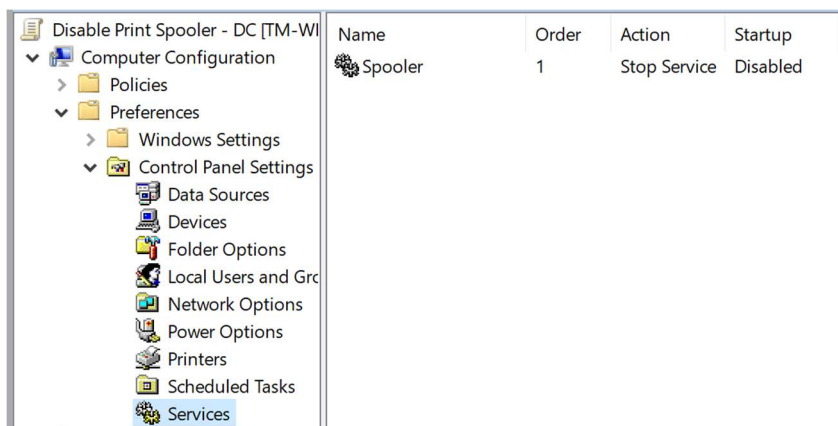 Disable Print Spooler - DC [TM-WI
Computer Configuration
Policies
Preferences
Windows Settings
Control Panel Settings
Data Sources
Devices
Folder Options
Local Users and Grc
Network Options
Power Options
Printers
Scheduled Tasks
Services
Name Order Action Startup
Spooler 1 Stop Service Disabled